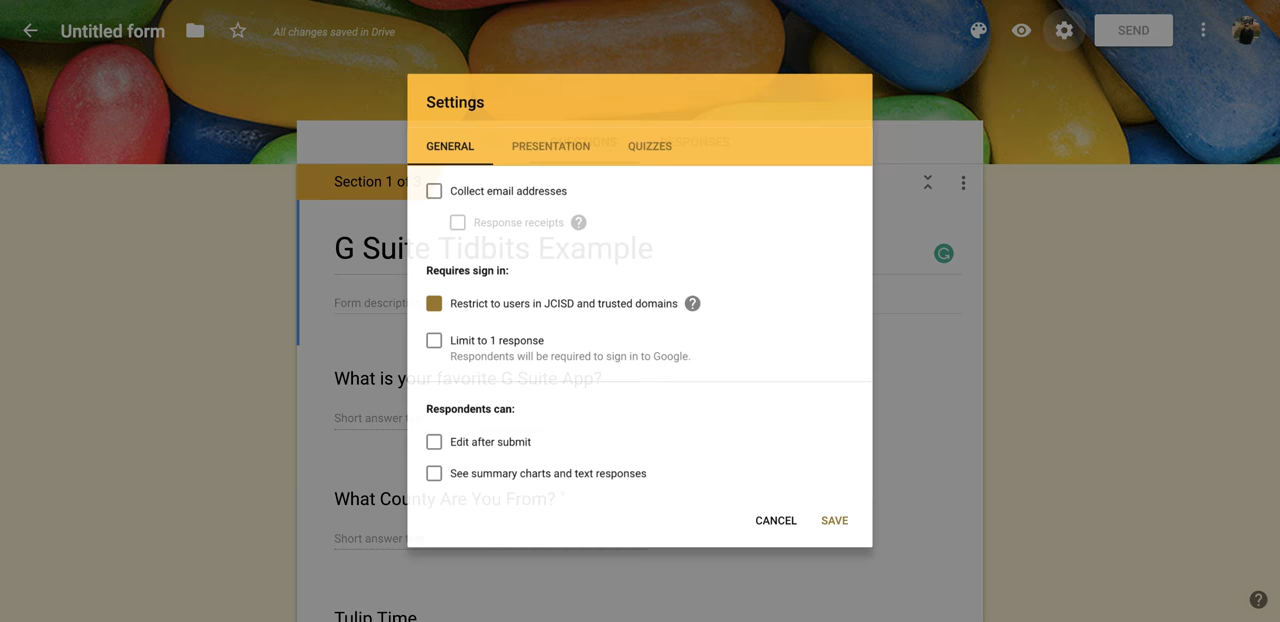 Untitled form
All changes saved in Drive
SEND
Settings
QUESTIONS RESPONSES
GENERAL PRESENTATION QUIZZES
Section 1 of 3
Collect email addresses
Response receipts ?
G Suite Tidbits Example
G
Requires sign in:
Form description
Restrict to users in JCISD and trusted domains ?
Limit to 1 response
Respondents will be required to sign in to Google.
What is your favorite G Suite App?
Respondents can:
Short answer
Edit after submit
See summary charts and text responses
What County Are You From? *
CANCEL SAVE
Short answer
Tulip Time
?